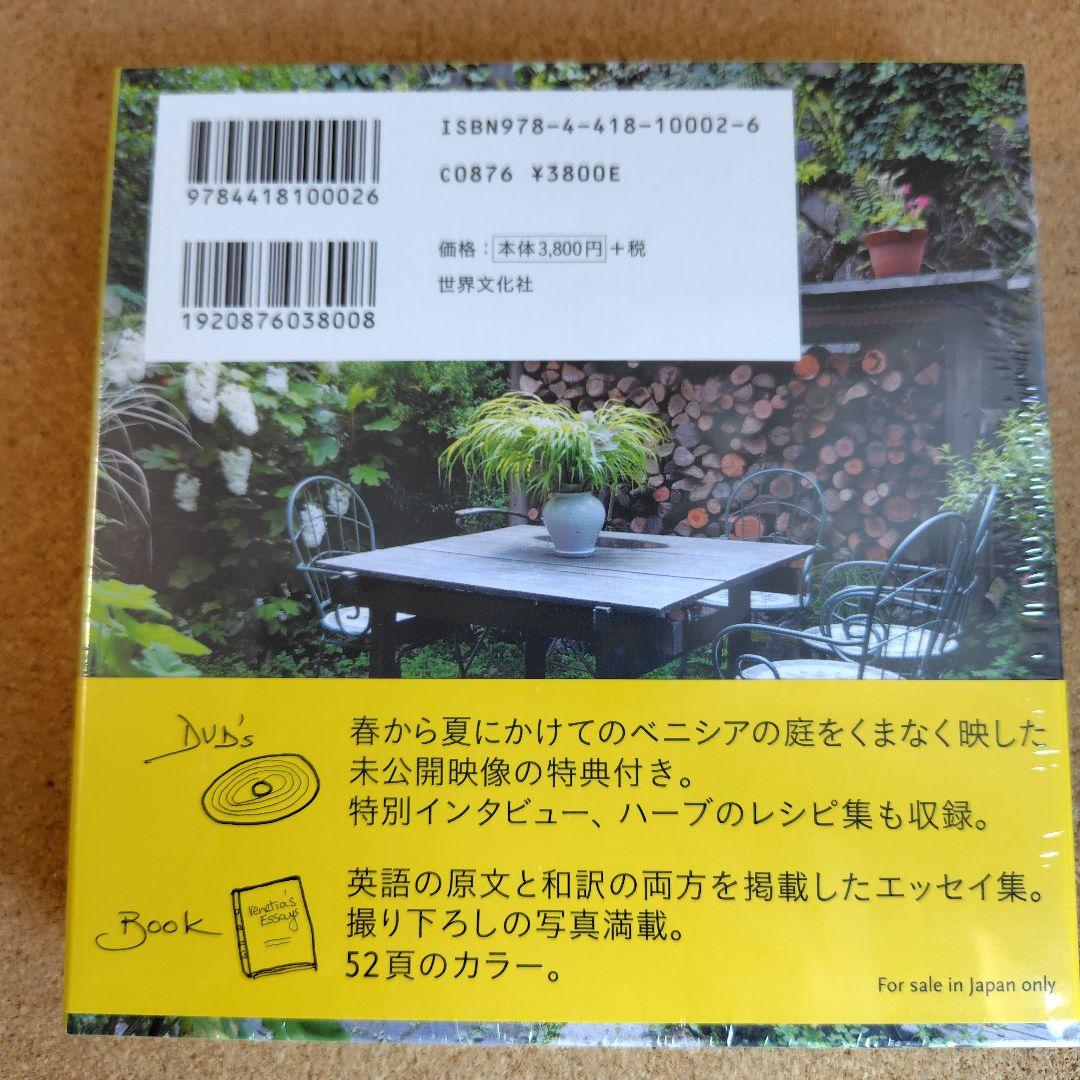 9784418100026
1920876038008
ISBN978-4-418-10002-6
C0876 ¥3800E
価格：本体3,800円＋税
世界文化社
DVD's
春から夏にかけてのベニシアの庭をくまなく映した
未公開映像の特典付き。
特別インタビュー、ハーブのレシピ集も収録。
Book
Venetia's
Essays
英語の原文と和訳の両方を掲載したエッセイ集。
撮り下ろしの写真満載。
52頁のカラー。
For sale in Japan only